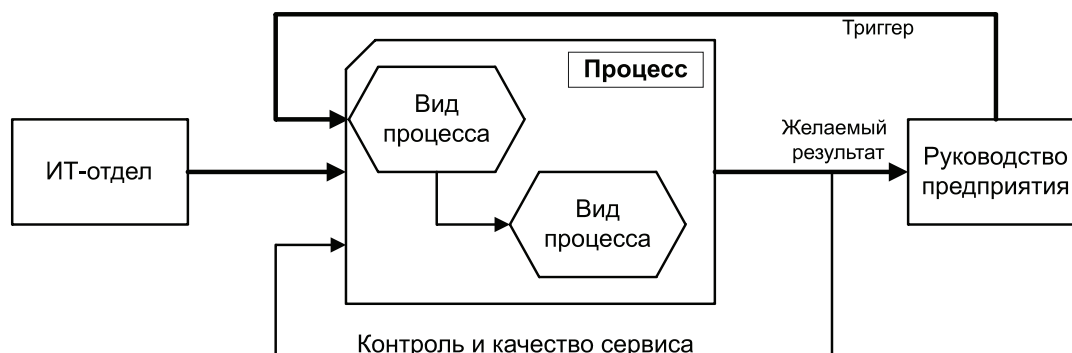 Триггер
Процесс
Вид
процесса
Желаемый
результат
ИТ-отдел
Руководство
предприятия
Вид
процесса
Контроль и качество сервиса